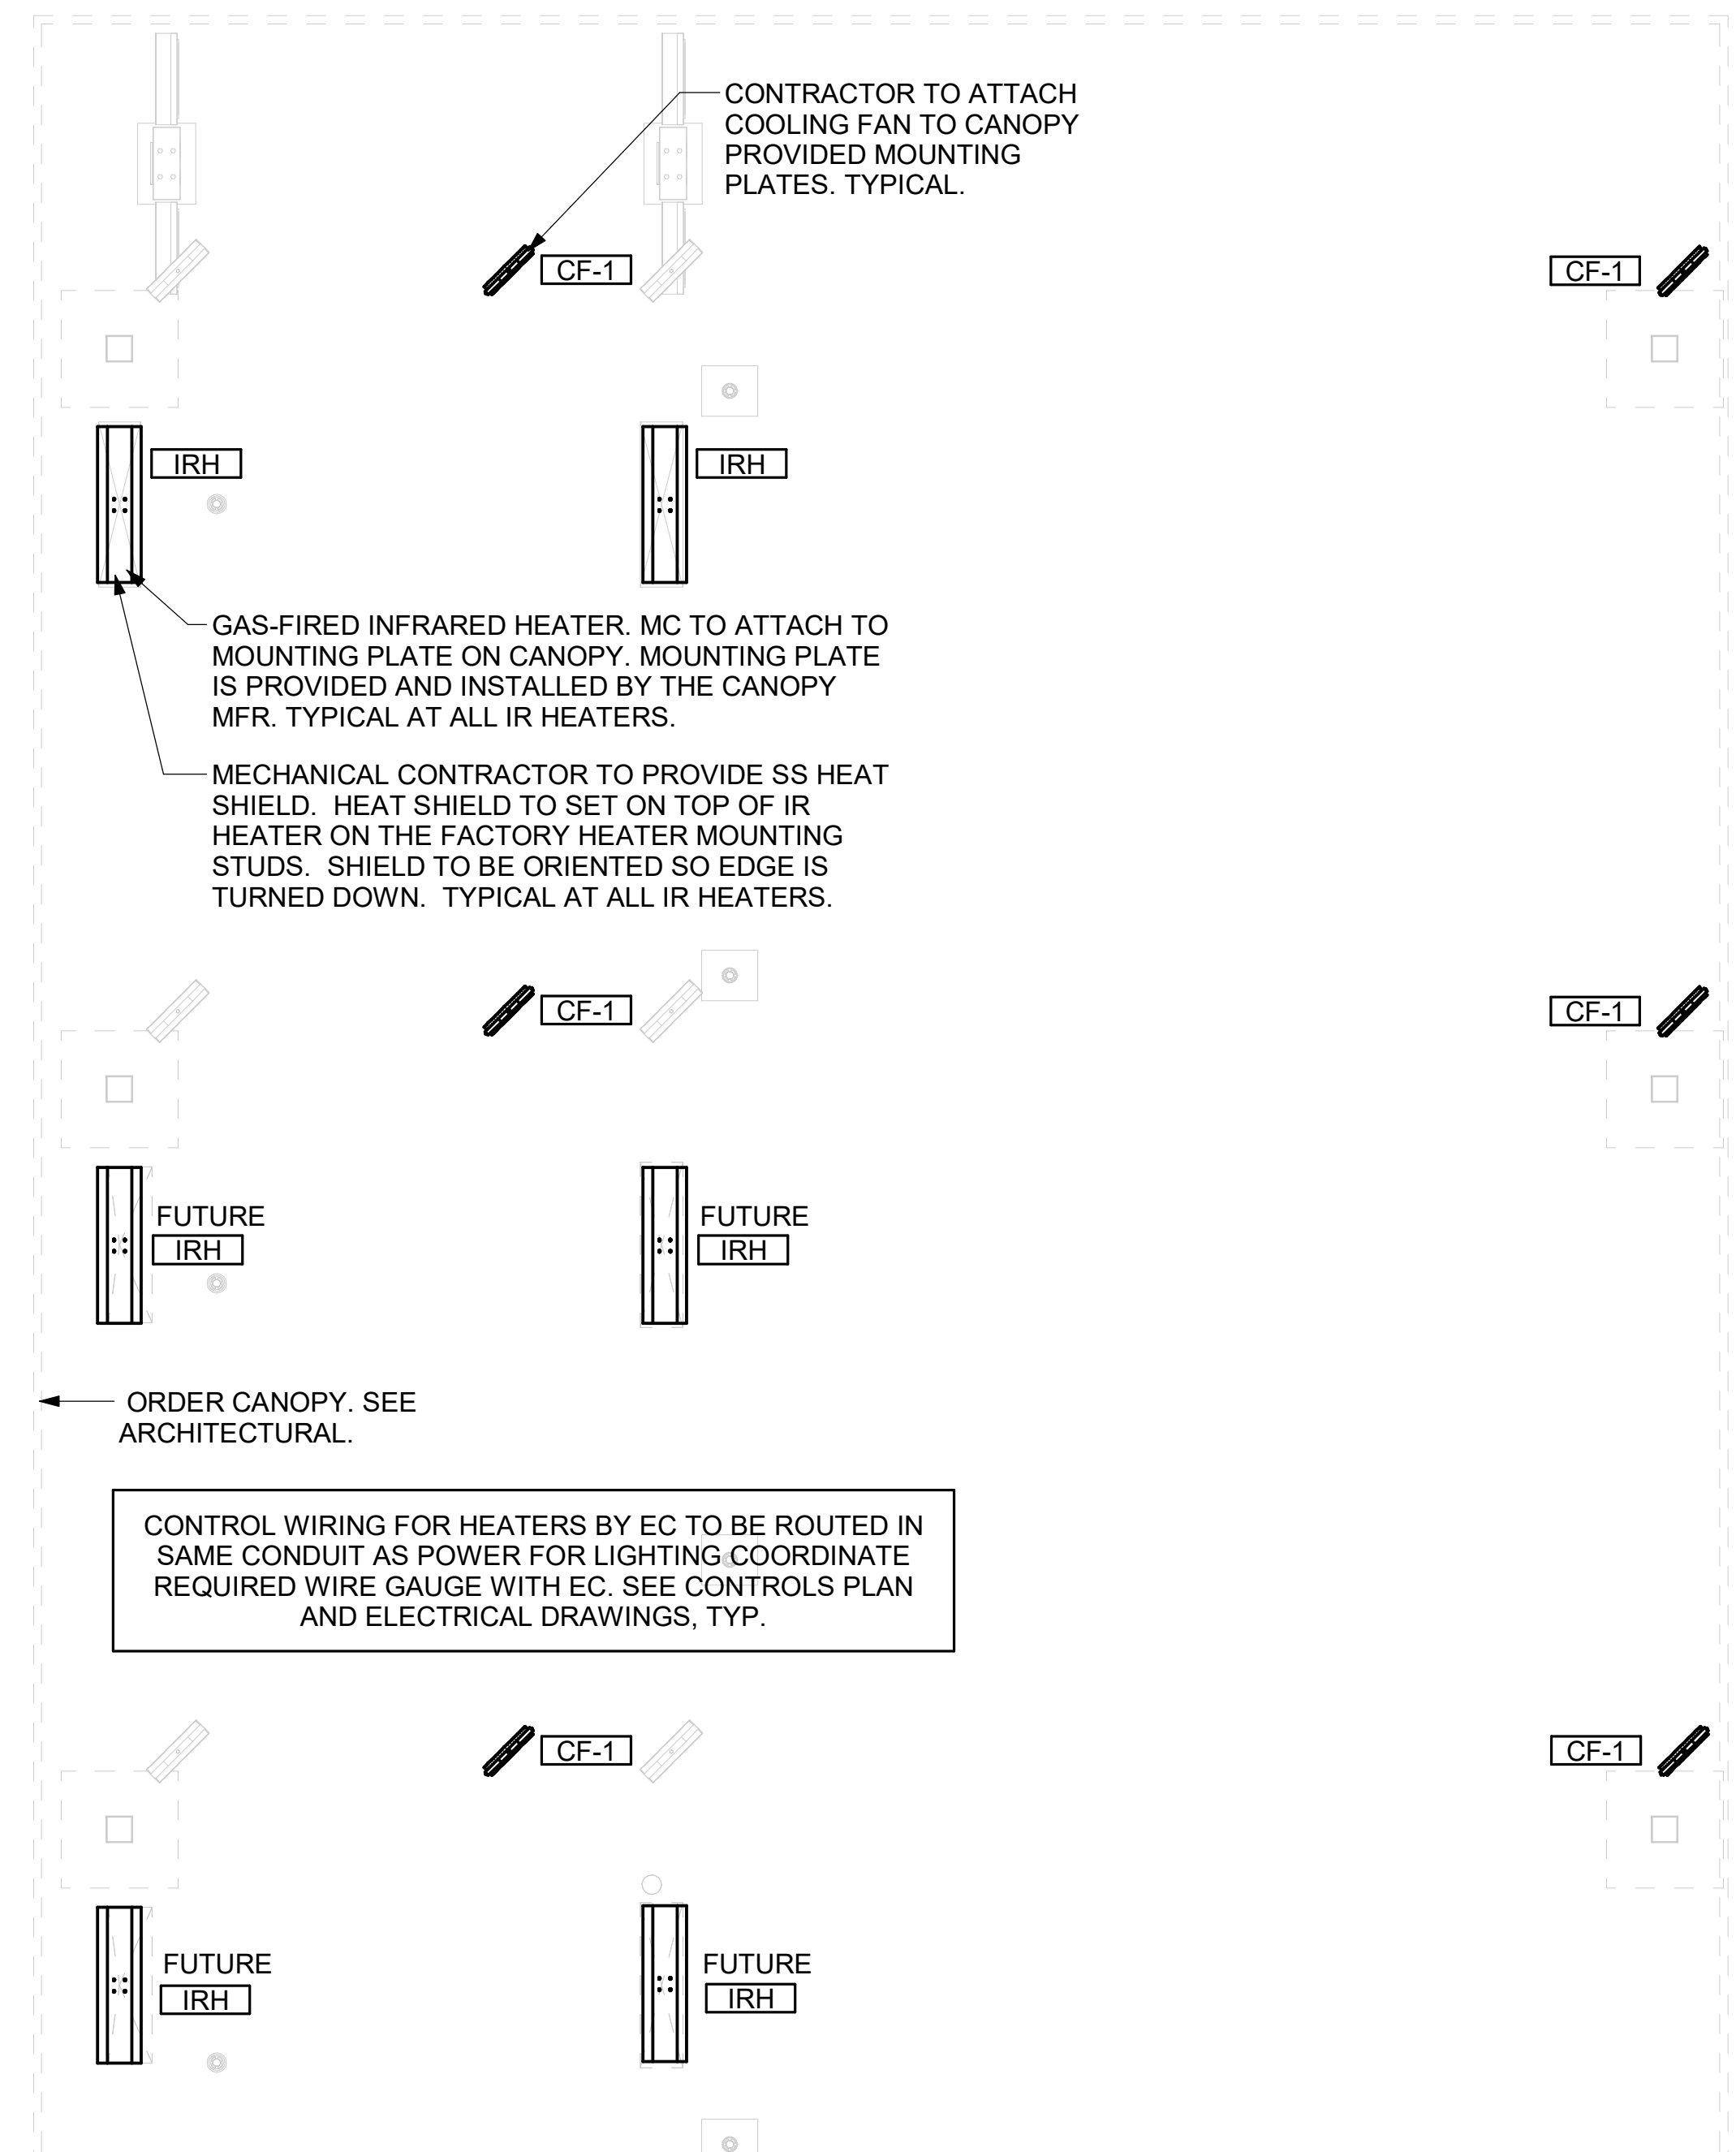 CONTRACTOR TO ATTACH
COOLING FAN TO CANOPY
PROVIDED MOUNTING
PLATES. TYPICAL.
CF-1
CF-1
IRH
IRH
GAS-FIRED INFRARED HEATER. MC TO ATTACH TO
MOUNTING PLATE ON CANOPY. MOUNTING PLATE
IS PROVIDED AND INSTALLED BY THE CANOPY
MFR. TYPICAL AT ALL IR HEATERS.
MECHANICAL CONTRACTOR TO PROVIDE SS HEAT
SHIELD. HEAT SHIELD TO SET ON TOP OF IR
HEATER ON THE FACTORY HEATER MOUNTING
STUDS. SHIELD TO BE ORIENTED SO EDGE IS
TURNED DOWN. TYPICAL AT ALL IR HEATERS.
CF-1
CF-1
FUTURE
IRH
FUTURE
IRH
ORDER CANOPY. SEE
ARCHITECTURAL.
CONTROL WIRING FOR HEATERS BY EC TO BE ROUTED IN
SAME CONDUIT AS POWER FOR LIGHTING COORDINATE
REQUIRED WIRE GAUGE WITH EC. SEE CONTROLS PLAN
AND ELECTRICAL DRAWINGS, TYP.
CF-1
CF-1
FUTURE
IRH
FUTURE
IRH